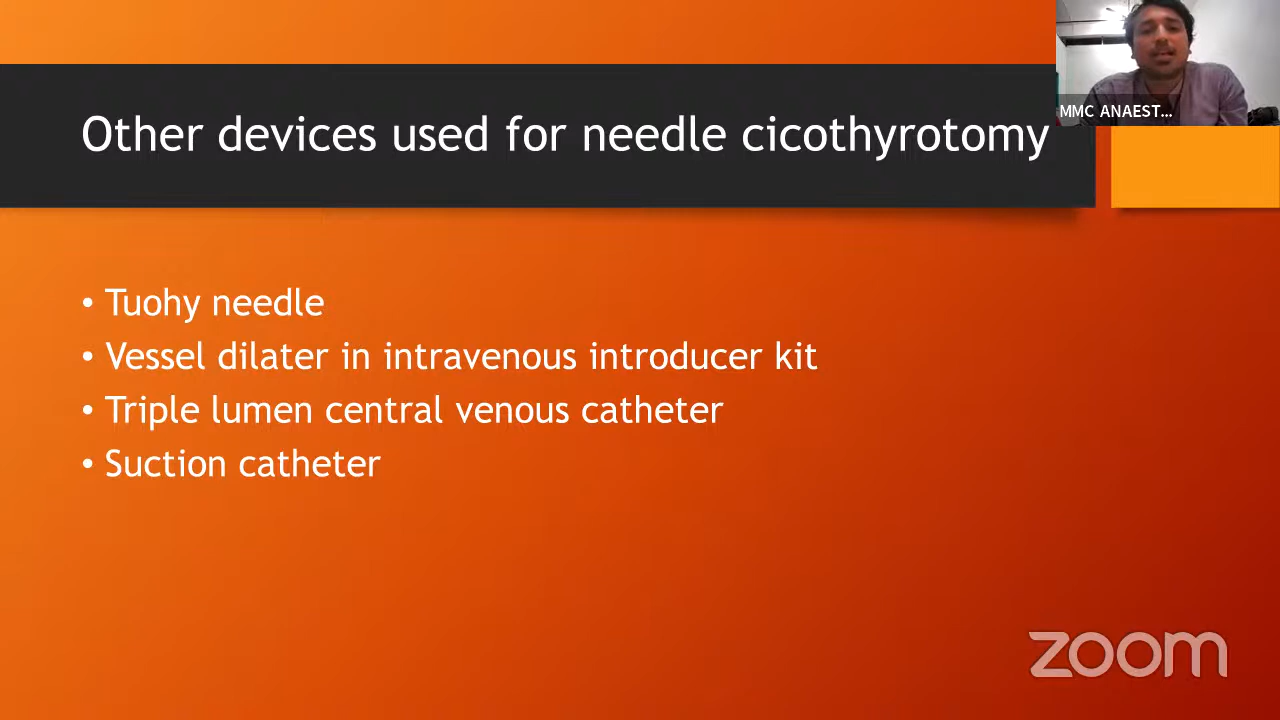 MMC ANAEST...
Other devices used for needle cicothyrotomy
• Tuohy needle
• Vessel dilater in intravenous introducer kit
• Triple lumen central venous catheter
• Suction catheter
zoom